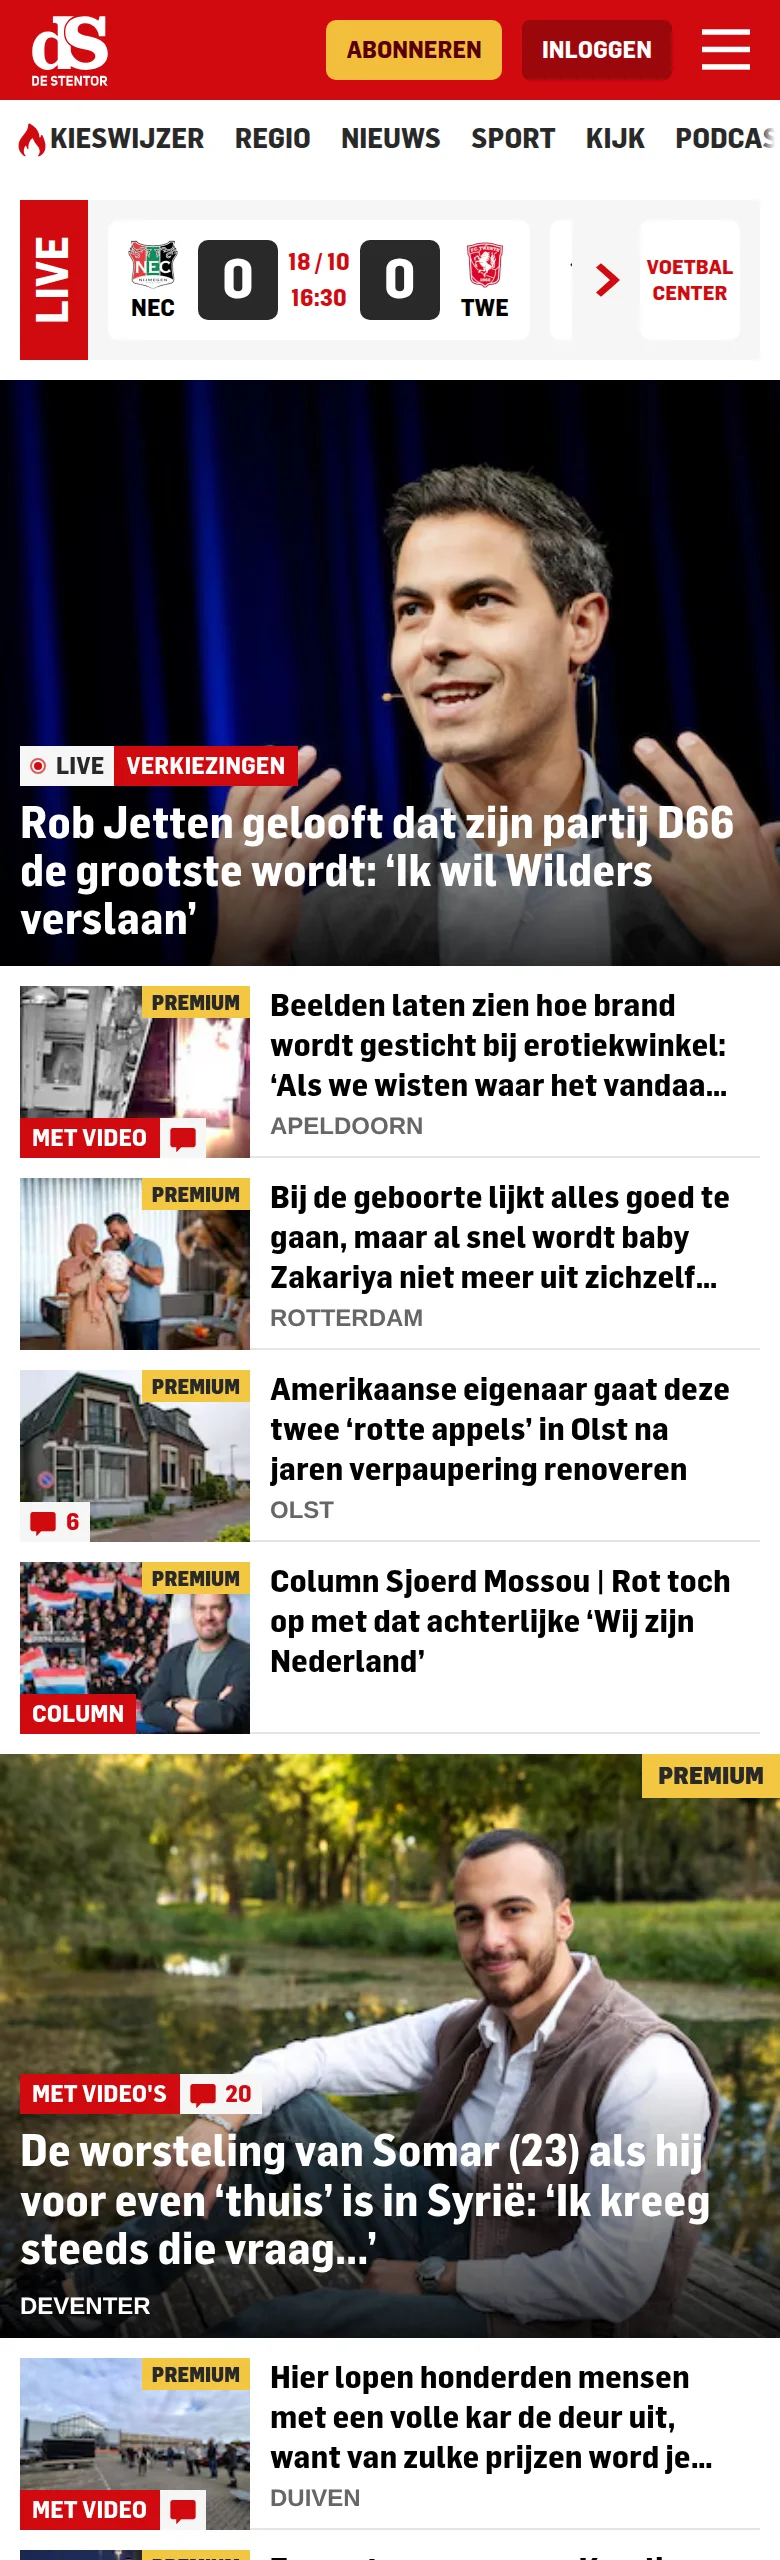 dS
DE STENTOR
ABONNEREN
INLOGGEN
KIESWIJZER REGIO NIEUWS SPORT KIJK PODCAS
LIVE
NEC
NIJMEGEN
NEC
0
18 / 10
16:30
0
F.C. TWENTE
TWE
VOETBAL
CENTER
LIVE VERKIEZINGEN
Rob Jetten gelooft dat zijn partij D66
de grootste wordt: ‘Ik wil Wilders
verslaan’
PREMIUM
MET VIDEO
Beelden laten zien hoe brand
wordt gesticht bij erotiekwinkel:
‘Als we wisten waar het vandaa...
APELDOORN
PREMIUM
Bij de geboorte lijkt alles goed te
gaan, maar al snel wordt baby
Zakariya niet meer uit zichzelf...
ROTTERDAM
PREMIUM
6
Amerikaanse eigenaar gaat deze
twee ‘rotte appels’ in Olst na
jaren verpaupering renoveren
OLST
PREMIUM
COLUMN
Column Sjoerd Mossou | Rot toch
op met dat achterlijke ‘Wij zijn
Nederland’
PREMIUM
MET VIDEO'S 20
De worsteling van Somar (23) als hij
voor even ‘thuis’ is in Syrië: ‘Ik kreeg
steeds die vraag...’
DEVENTER
PREMIUM
MET VIDEO
Hier lopen honderden mensen
met een volle kar de deur uit,
want van zulke prijzen word je...
DUIVEN